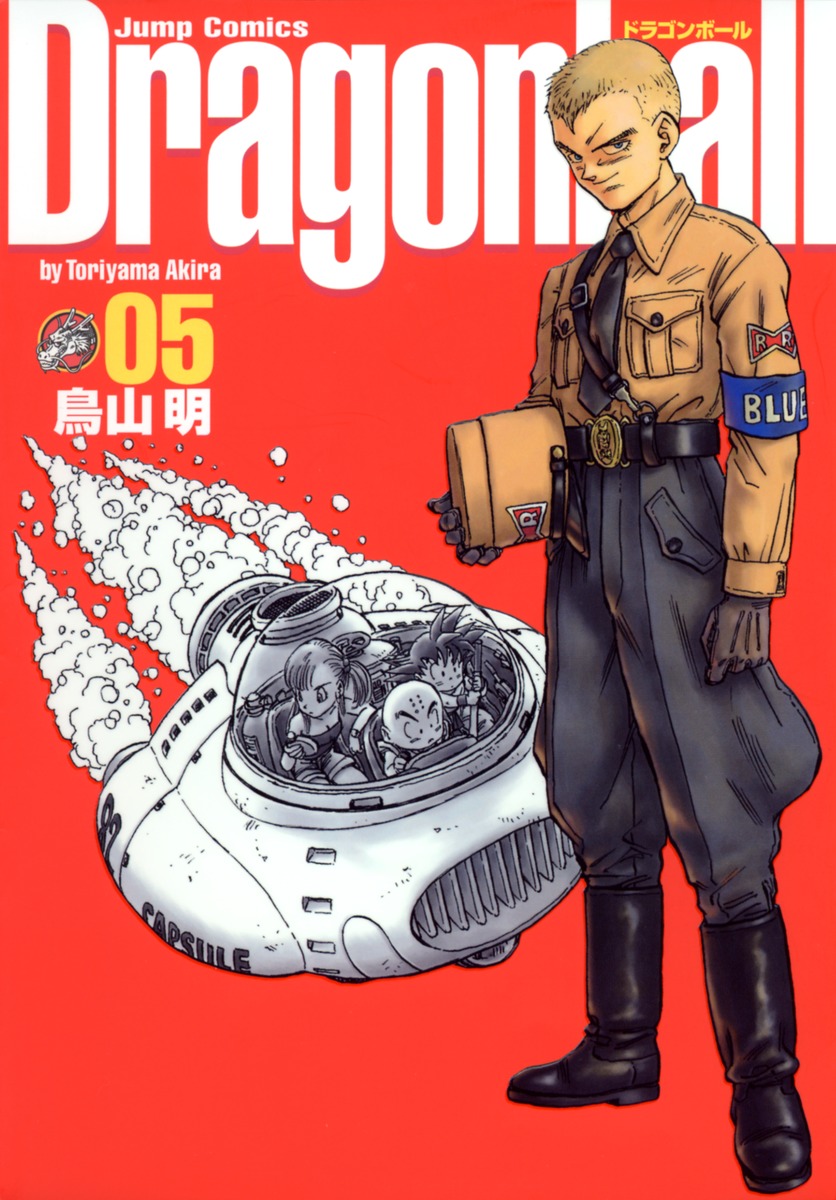 Jump Comics
ドラゴンボール
Dragonball
by Toriyama Akira
05
鳥山 明
RR
BLUE
R
CAPSULE